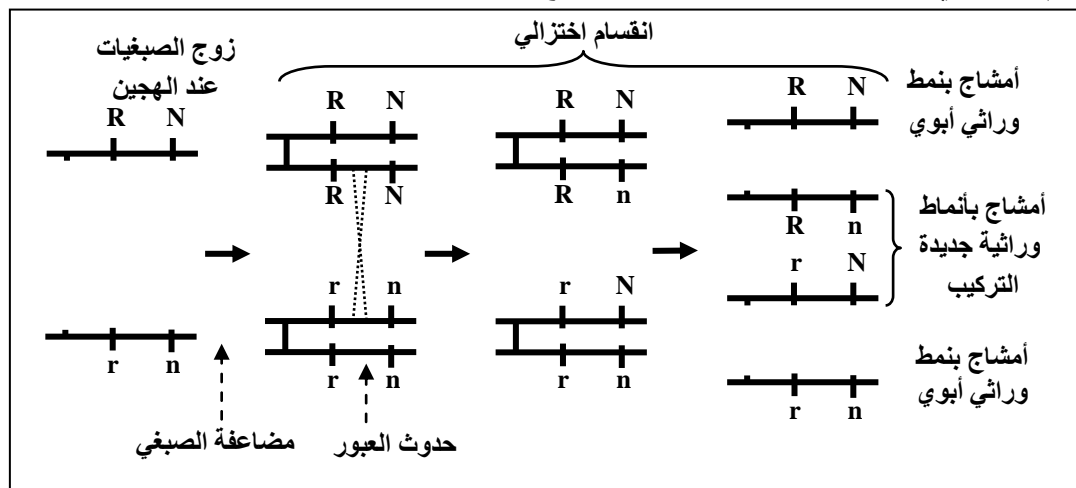 انقسام اختزالي
زوج الصبغيات
عند الهجين
R N
r n
مضاعفة الصبغي
R N
R N
r n
r n
حدوث العبور
R N
R n
r N
r n
R N
أمشاج بنمط
وراثي أبوي
R n
r N
أمشاج بأنماط
وراثية جديدة
التركيب
r n
أمشاج بنمط
وراثي أبوي